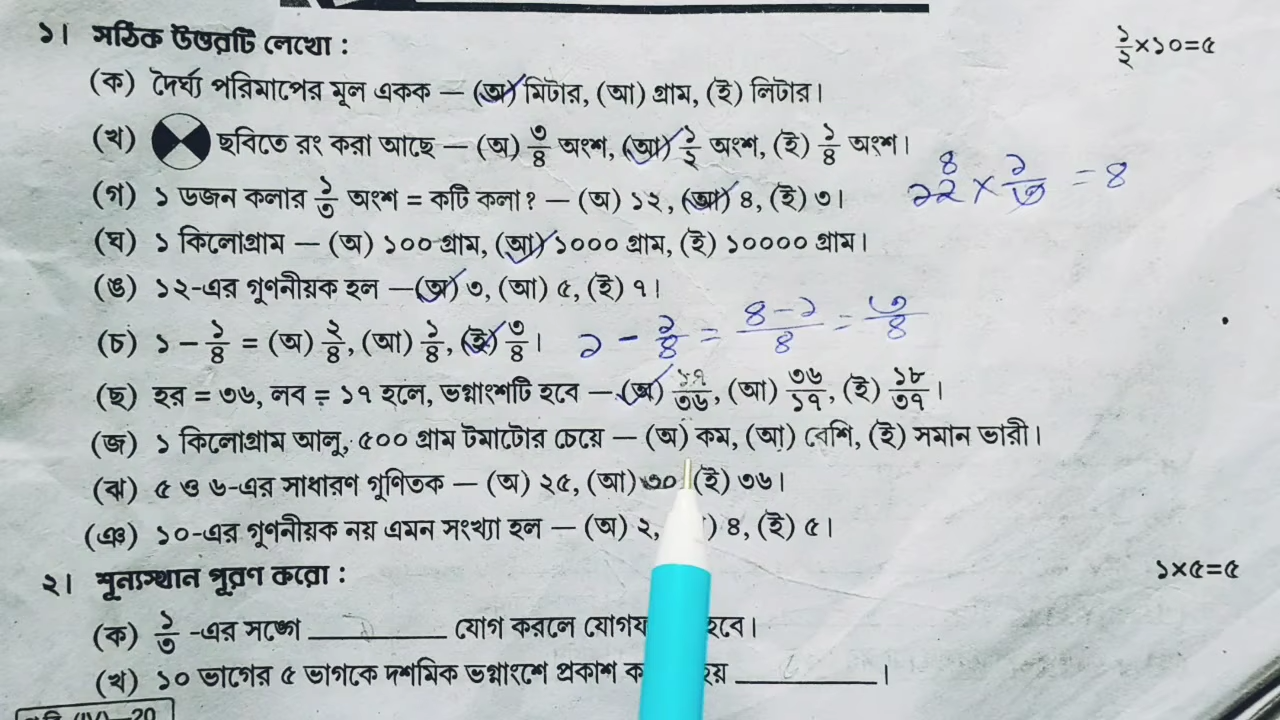 ১। সঠিক উত্তরটি লেখো : ১/২×১০=৫
(ক) দৈর্ঘ্য পরিমাপের মূল একক — (অ) মিটার, (আ) গ্রাম, (ই) লিটার।
(খ) ছবিতে রং করা আছে — (অ) ৩/৪ অংশ, (আ) ১/২ অংশ, (ই) ১/৪ অংশ।
(গ) ১ ডজন কলার ১/৩ অংশ = কটি কলা? — (অ) ১২, (আ) ৪, (ই) ৩। ১২ ৪ × ১/৩ = ৪
(ঘ) ১ কিলোগ্রাম — (অ) ১০০ গ্রাম, (আ) ১০০০ গ্রাম, (ই) ১০০০০ গ্রাম।
(ঙ) ১২-এর গুণনীয়ক হল —(অ) ৩, (আ) ৫, (ই) ৭।
(চ) ১ − ১/৪ = (অ) ২/৪, (আ) ১/৪, (ই) ৩/৪। ১ − ১/৪ = ৪−১/৪ = ৩/৪
(ছ) হর = ৩৬, লব = ১৭ হলে, ভগ্নাংশটি হবে — (অ) ১৭/৩৬, (আ) ৩৬/১৭, (ই) ১৮/৩৭।
(জ) ১ কিলোগ্রাম আলু, ৫০০ গ্রাম টমাটোর চেয়ে — (অ) কম, (আ) বেশি, (ই) সমান ভারী।
(ঝ) ৫ ও ৬-এর সাধারণ গুণিতক — (অ) ২৫, (আ) ৩০ (ই) ৩৬।
(ঞ) ১০-এর গুণনীয়ক নয় এমন সংখ্যা হল — (অ) ২, ) ৪, (ই) ৫।
২। শূন্যস্থান পূরণ করো : ১×৫=৫
(ক) ১/৩ -এর সঙ্গে ________ যোগ করলে হবে।
(খ) ১০ ভাগের ৫ ভাগকে দশমিক ভগ্নাংশে প্রকাশ ________ ।
(IV)—20